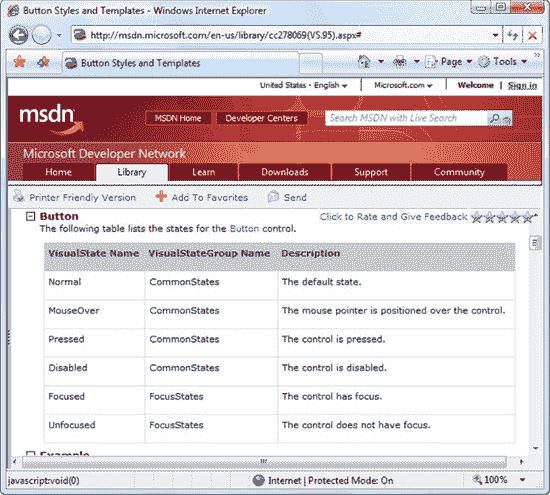 Button Styles and Templates - Windows Internet Explorer
http://msdn.microsoft.com/en-us/library/cc278069(VS.95).aspx#
Button Styles and Templates
Page
Tools
United States - English
Microsoft.com
Welcome
Sign in
msdn
MSDN Home
Developer Centers
Search MSDN with Live Search
Microsoft Developer Network
Home
Library
Learn
Downloads
Support
Community
Printer Friendly Version
Add To Favorites
Send
Button
Click to Rate and Give Feedback
The following table lists the states for the Button control.
VisualState Name VisualStateGroup Name Description
Normal CommonStates The default state.
MouseOver CommonStates The mouse pointer is positioned over the control.
Pressed CommonStates The control is pressed.
Disabled CommonStates The control is disabled.
Focused FocusStates The control has focus.
Unfocused FocusStates The control does not have focus.
Example
javascript:void(0)
Internet | Protected Mode: On
100%